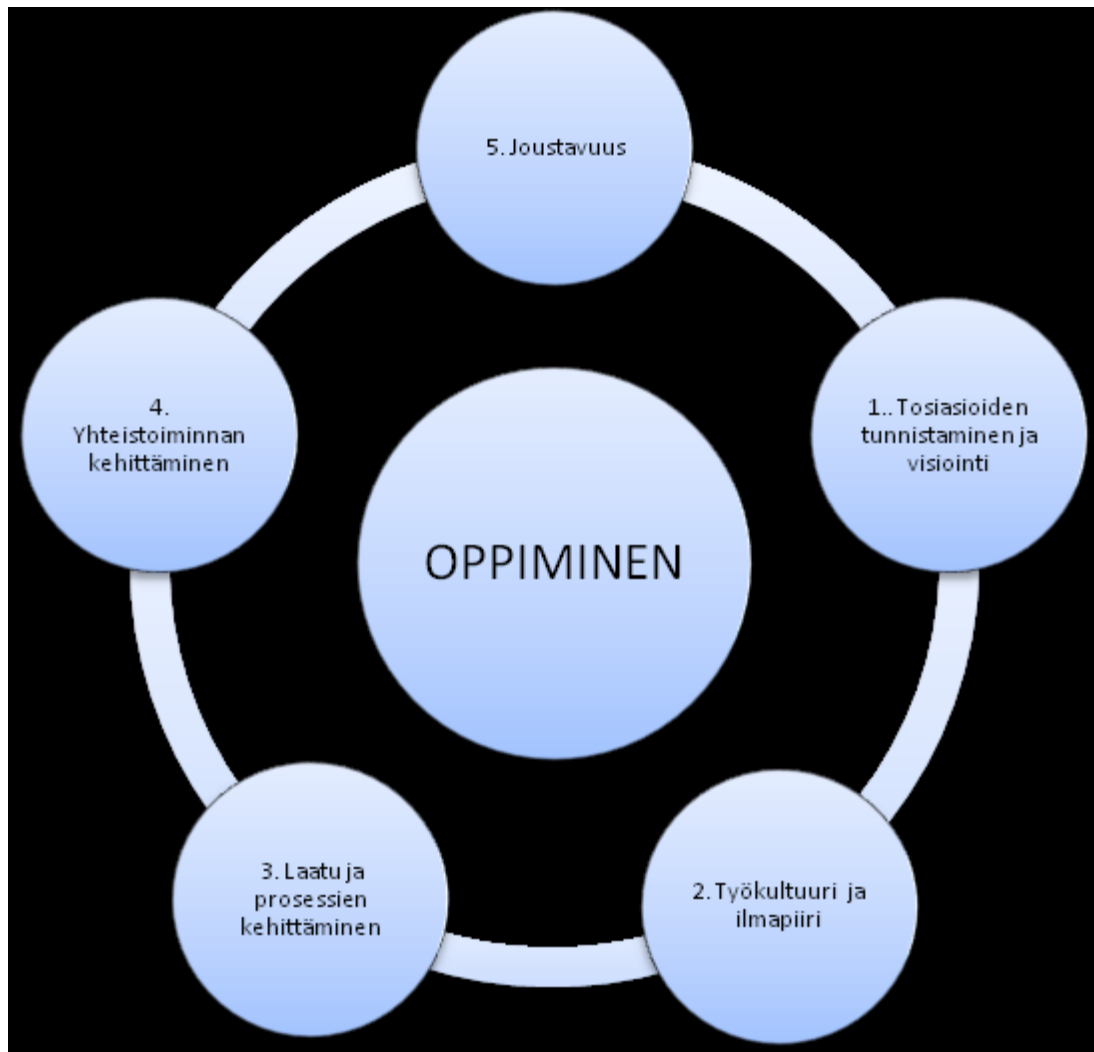 5. Joustavuus
4.
Yhteistoiminnan
kehittäminen
1.. Tosiasioiden
tunnistaminen ja
visiointi
OPPIMINEN
3. Laatu ja
prosessien
kehittäminen
2. Työkultuuri ja
ilmapiiri